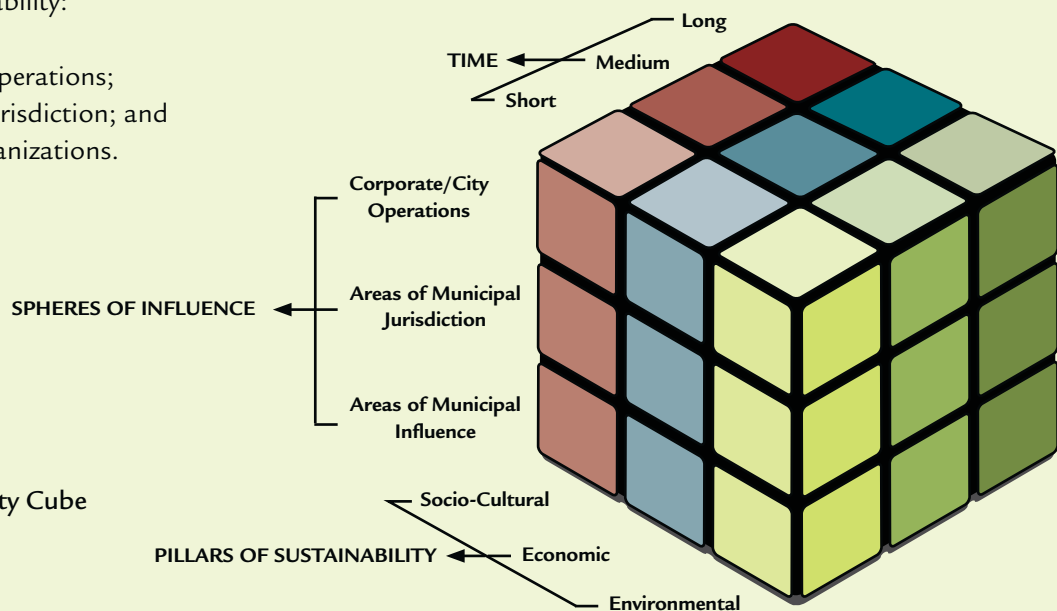 perations;
risdiction; and
anizations.
Long
TIME
Medium
Short
Corporate/City
Operations
SPHERES OF INFLUENCE
Areas of Municipal
Jurisdiction
Areas of Municipal
Influence
ty Cube
Socio-Cultural
PILLARS OF SUSTAINABILITY
Economic
Environmental